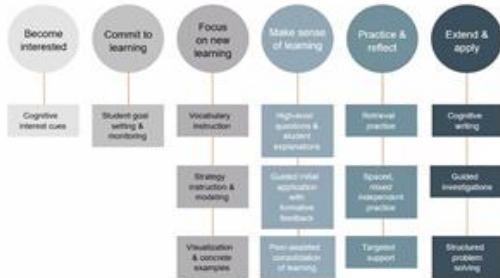 Become
interested
Commit to
learning
Focus
on new
learning
Make sense
of learning
Practice &
reflect
Extend &
apply
Cognitive
interest cues
Student goal
setting &
monitoring
Vocabulary
instruction
High-level
questions &
student
explanations
Retrieval
practice
Cognitive
writing
Strategy
instruction &
modeling
Guided initial
application
with
formative
feedback
Spaced,
mixed
independent
practice
Guided
investigations
Visualization
& concrete
examples
Peer-assisted
consolidation
of learning
Targeted
support
Structured
problem
solving